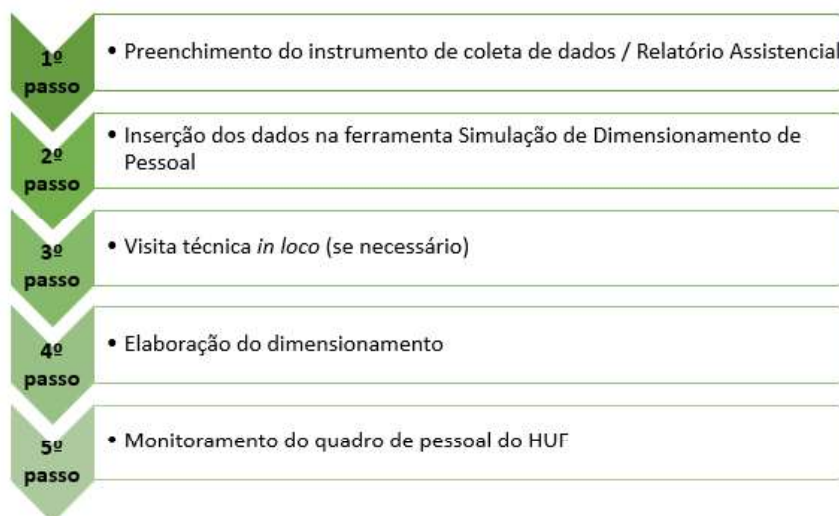 1º
passo
• Preenchimento do instrumento de coleta de dados / Relatório Assistencial
2º
passo
• Inserção dos dados na ferramenta Simulação de Dimensionamento de
Pessoal
3º
passo
• Visita técnica in loco (se necessário)
4º
passo
• Elaboração do dimensionamento
5º
passo
• Monitoramento do quadro de pessoal do HUF